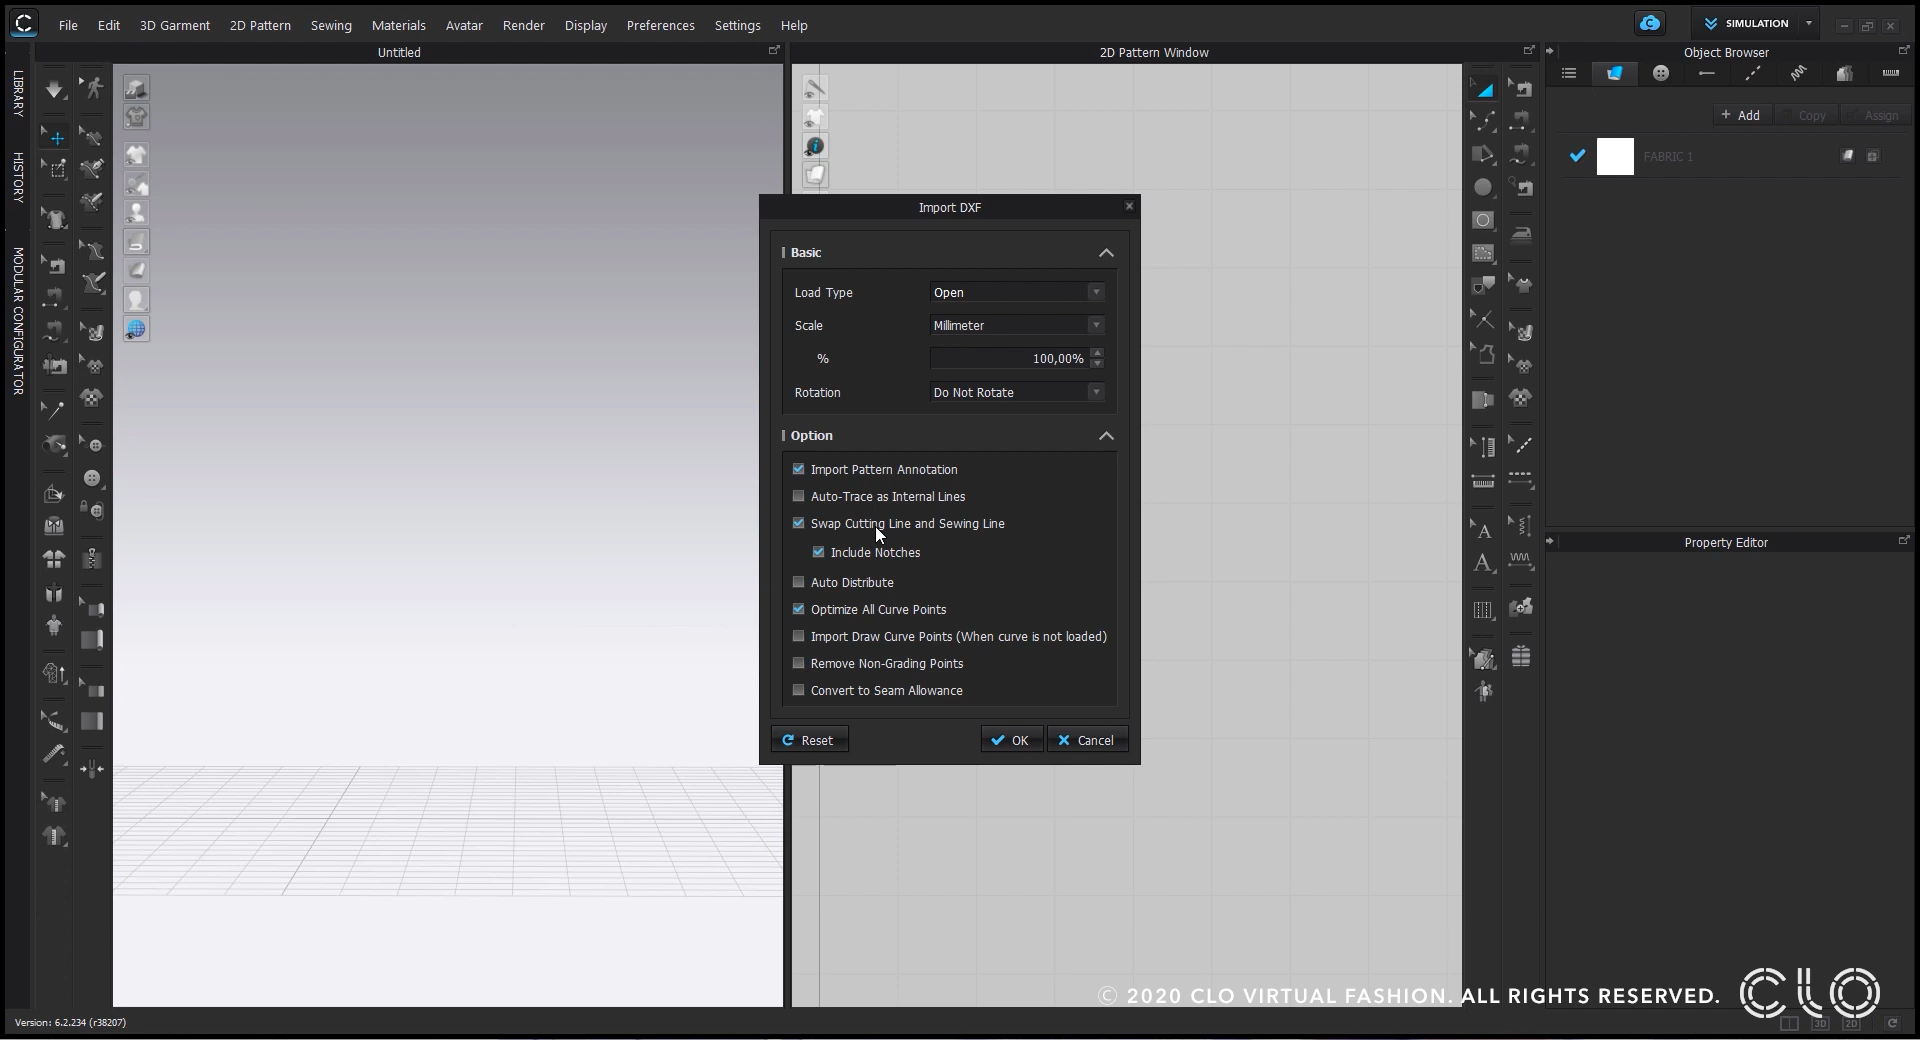 File Edit 3D Garment 2D Pattern Sewing Materials Avatar Render Display Preferences Settings Help
SIMULATION
Untitled
2D Pattern Window
Object Browser
LIBRARY
HISTORY
MODULAR CONFIGURATOR
+ Add Copy Assign
FABRIC 1
Import DXF
Basic
Load Type Open
Scale Millimeter
% 100,00%
Rotation Do Not Rotate
Option
Import Pattern Annotation
Auto-Trace as Internal Lines
Swap Cutting Line and Sewing Line
Include Notches
Auto Distribute
Optimize All Curve Points
Import Draw Curve Points (When curve is not loaded)
Remove Non-Grading Points
Convert to Seam Allowance
Reset OK Cancel
Property Editor
© 2020 CLO VIRTUAL FASHION. ALL RIGHTS RESERVED. CLO
Version: 6.2.234 (r38207)
3D 2D